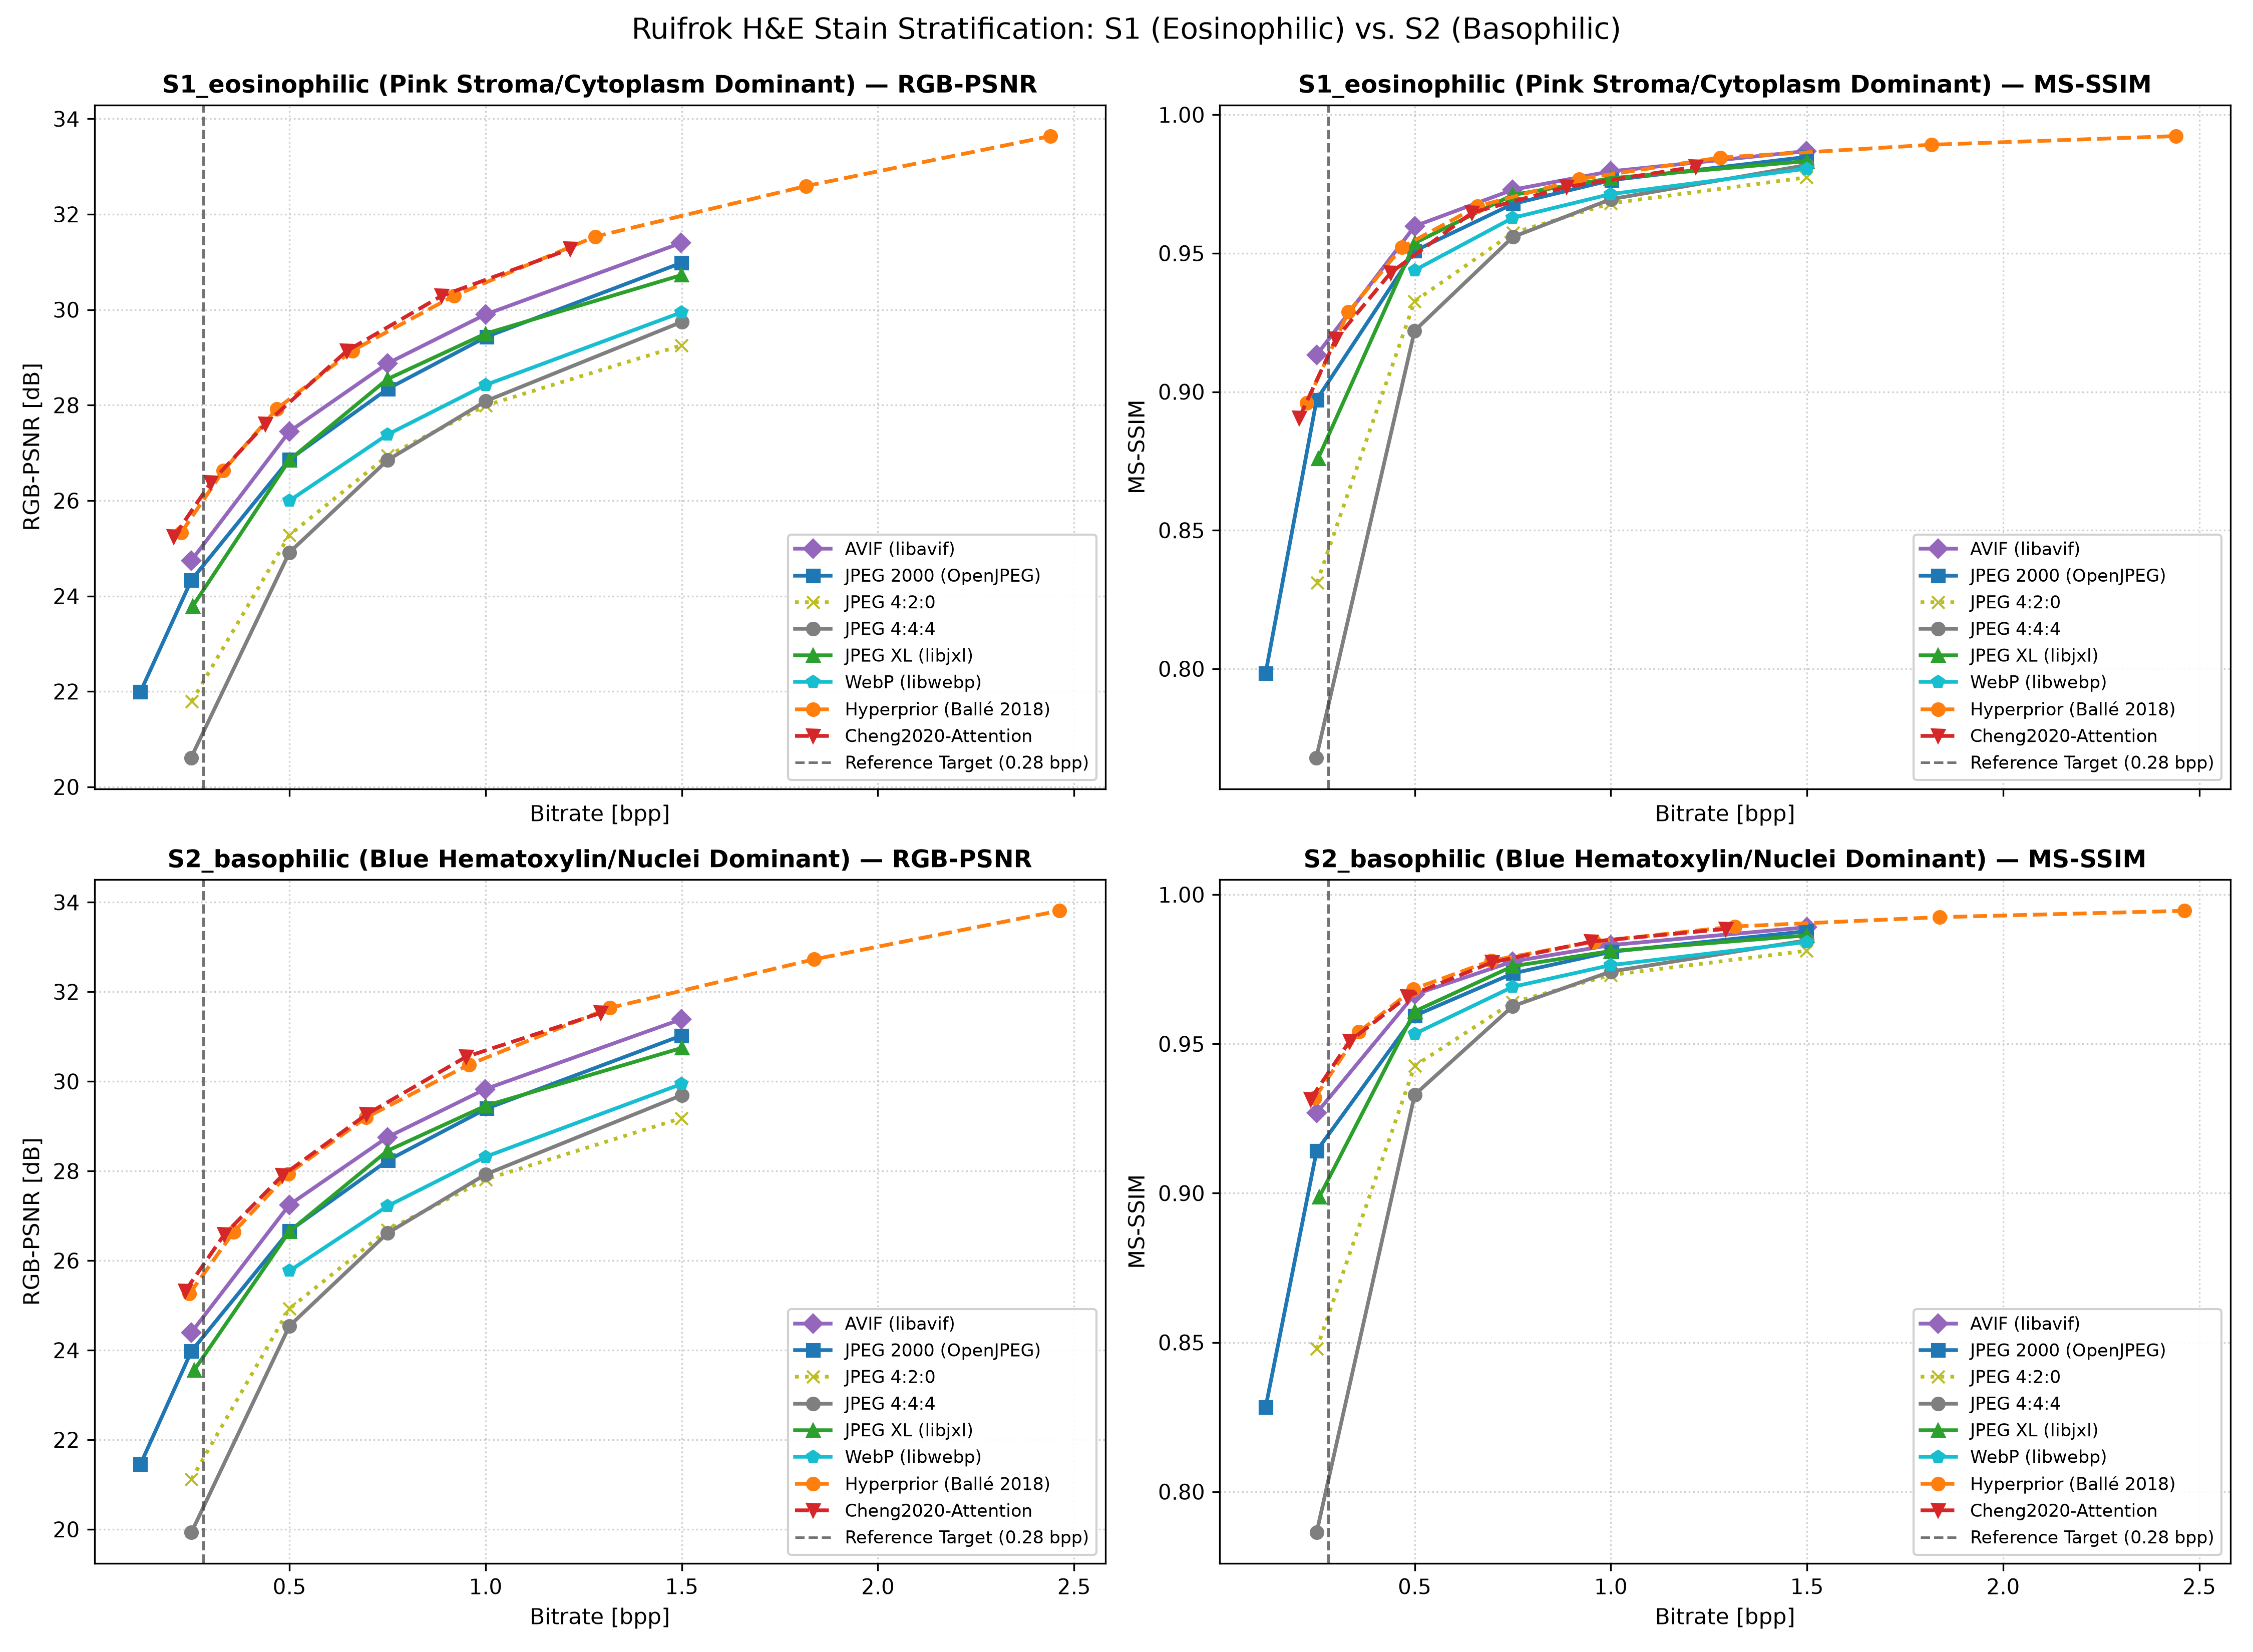 Ruifrok H&E Stain Stratification: S1 (Eosinophilic) vs. S2 (Basophilic)
S1_eosinophilic (Pink Stroma/Cytoplasm Dominant) — RGB-PSNR
34
32
30
28
26
24
22
20
RGB-PSNR [dB]
Bitrate [bpp]
AVIF (libavif)
JPEG 2000 (OpenJPEG)
JPEG 4:2:0
JPEG 4:4:4
JPEG XL (libjxl)
WebP (libwebp)
Hyperprior (Ballé 2018)
Cheng2020-Attention
Reference Target (0.28 bpp)
S1_eosinophilic (Pink Stroma/Cytoplasm Dominant) — MS-SSIM
1.00
0.95
0.90
0.85
0.80
MS-SSIM
Bitrate [bpp]
AVIF (libavif)
JPEG 2000 (OpenJPEG)
JPEG 4:2:0
JPEG 4:4:4
JPEG XL (libjxl)
WebP (libwebp)
Hyperprior (Ballé 2018)
Cheng2020-Attention
Reference Target (0.28 bpp)
S2_basophilic (Blue Hematoxylin/Nuclei Dominant) — RGB-PSNR
34
32
30
28
26
24
22
20
RGB-PSNR [dB]
0.5 1.0 1.5 2.0 2.5
Bitrate [bpp]
AVIF (libavif)
JPEG 2000 (OpenJPEG)
JPEG 4:2:0
JPEG 4:4:4
JPEG XL (libjxl)
WebP (libwebp)
Hyperprior (Ballé 2018)
Cheng2020-Attention
Reference Target (0.28 bpp)
S2_basophilic (Blue Hematoxylin/Nuclei Dominant) — MS-SSIM
1.00
0.95
0.90
0.85
0.80
MS-SSIM
0.5 1.0 1.5 2.0 2.5
Bitrate [bpp]
AVIF (libavif)
JPEG 2000 (OpenJPEG)
JPEG 4:2:0
JPEG 4:4:4
JPEG XL (libjxl)
WebP (libwebp)
Hyperprior (Ballé 2018)
Cheng2020-Attention
Reference Target (0.28 bpp)